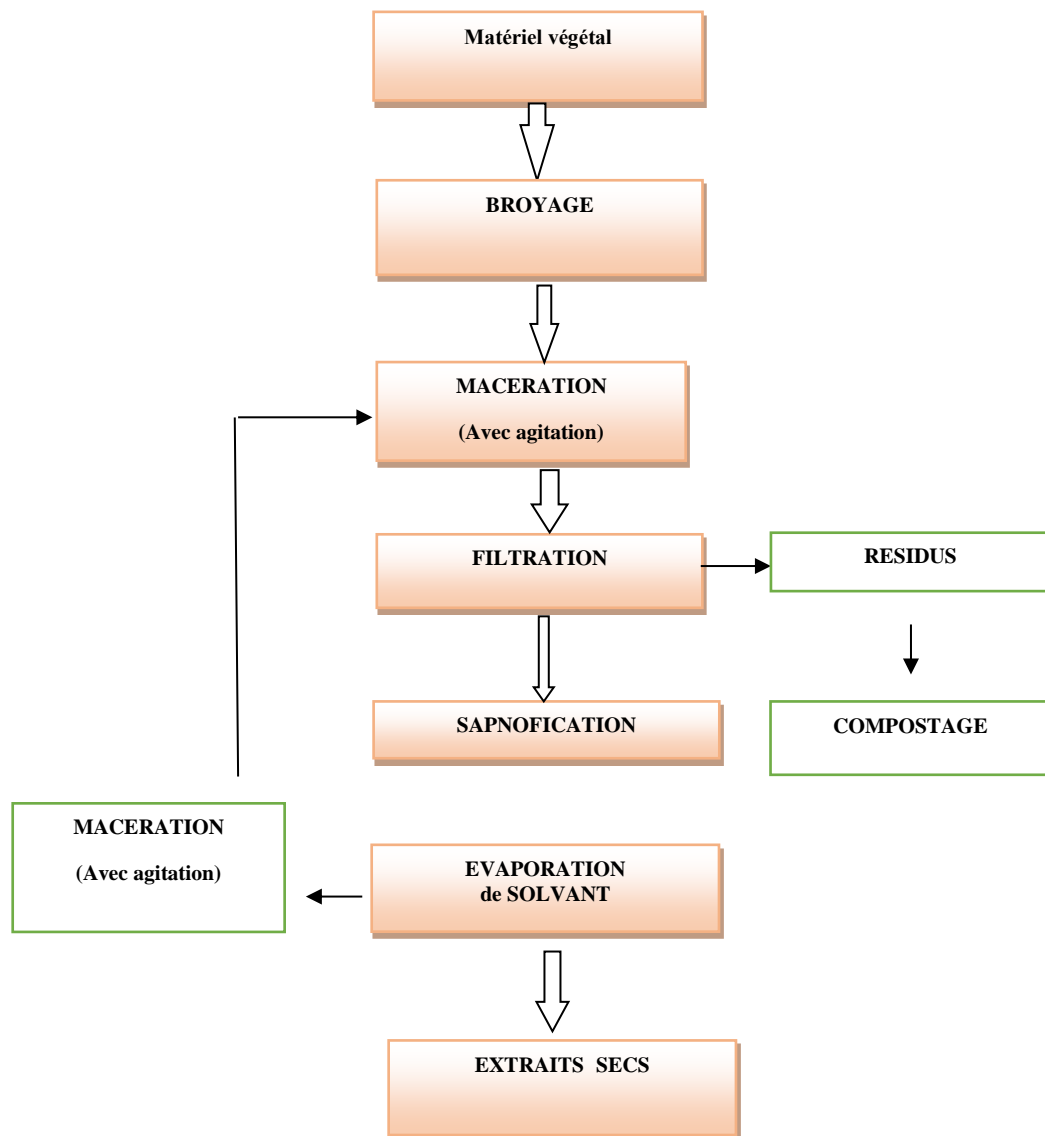 Matériel végétal
BROYAGE
MACERATION
(Avec agitation)
FILTRATION
RESIDUS
SAPNOFICATION
COMPOSTAGE
MACERATION
(Avec agitation)
EVAPORATION
de SOLVANT
EXTRAITS SECS